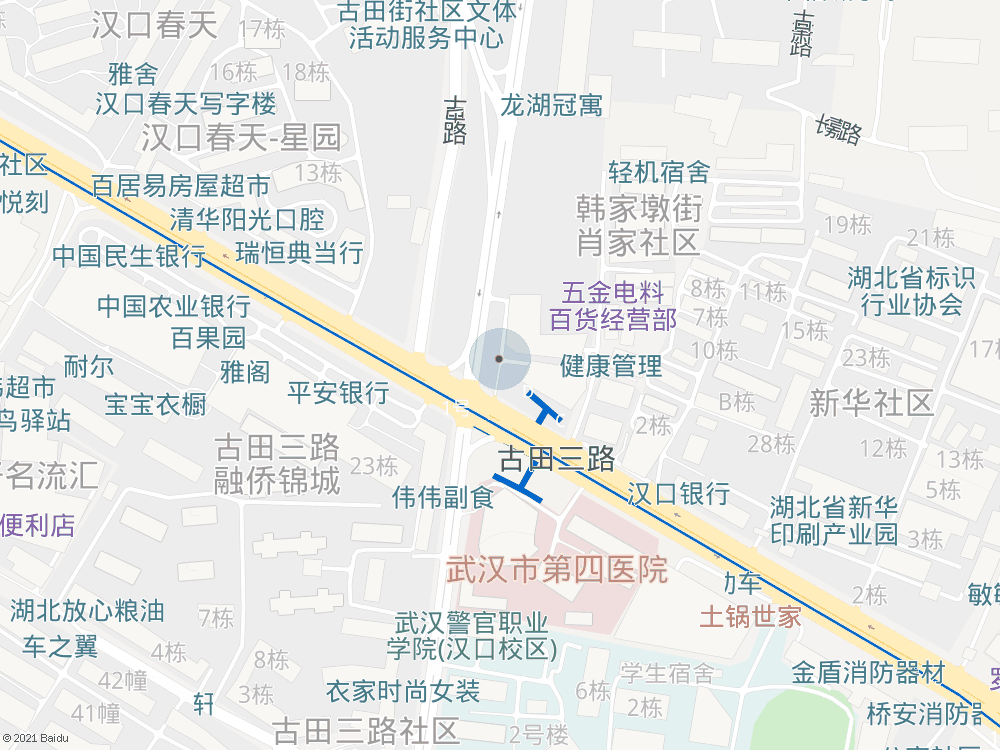 古田街社区文体
活动服务中心
汉口春天
17栋
雅舍
16栋
18栋
汉口春天写字楼
龙湖冠寓
汉口春天-星园
13栋
社区
百居易房屋超市
悦刻
清华阳光口腔
中国民生银行
瑞恒典当行
轻机宿舍
韩家墩街
肖家社区
19栋
21栋
湖北省标识
行业协会
五金电料
百货经营部
8栋
11栋
7栋
15栋
10栋
23栋
17栋
中国农业银行
百果园
耐尔
雅阁
宝宝衣橱
平安银行
健康管理
超市
鸟驿站
B栋
新华社区
2栋
28栋
12栋
13栋
5栋
古田三路
融侨锦城
23栋
名流汇
古田三路
伟伟副食
汉口银行
湖北省新华
印刷产业园
3栋
便利店
武汉市第四医院
动车
2栋
土锅世家
湖北放心粮油
车之翼
7栋
武汉警官职业
学院(汉口校区)
学生宿舍
金盾消防器材
4栋
8栋
3栋
42幢
41幢
轩
衣家时尚女装
6栋
2栋
2号楼
古田三路社区
桥安消防器
© 2021 Baidu